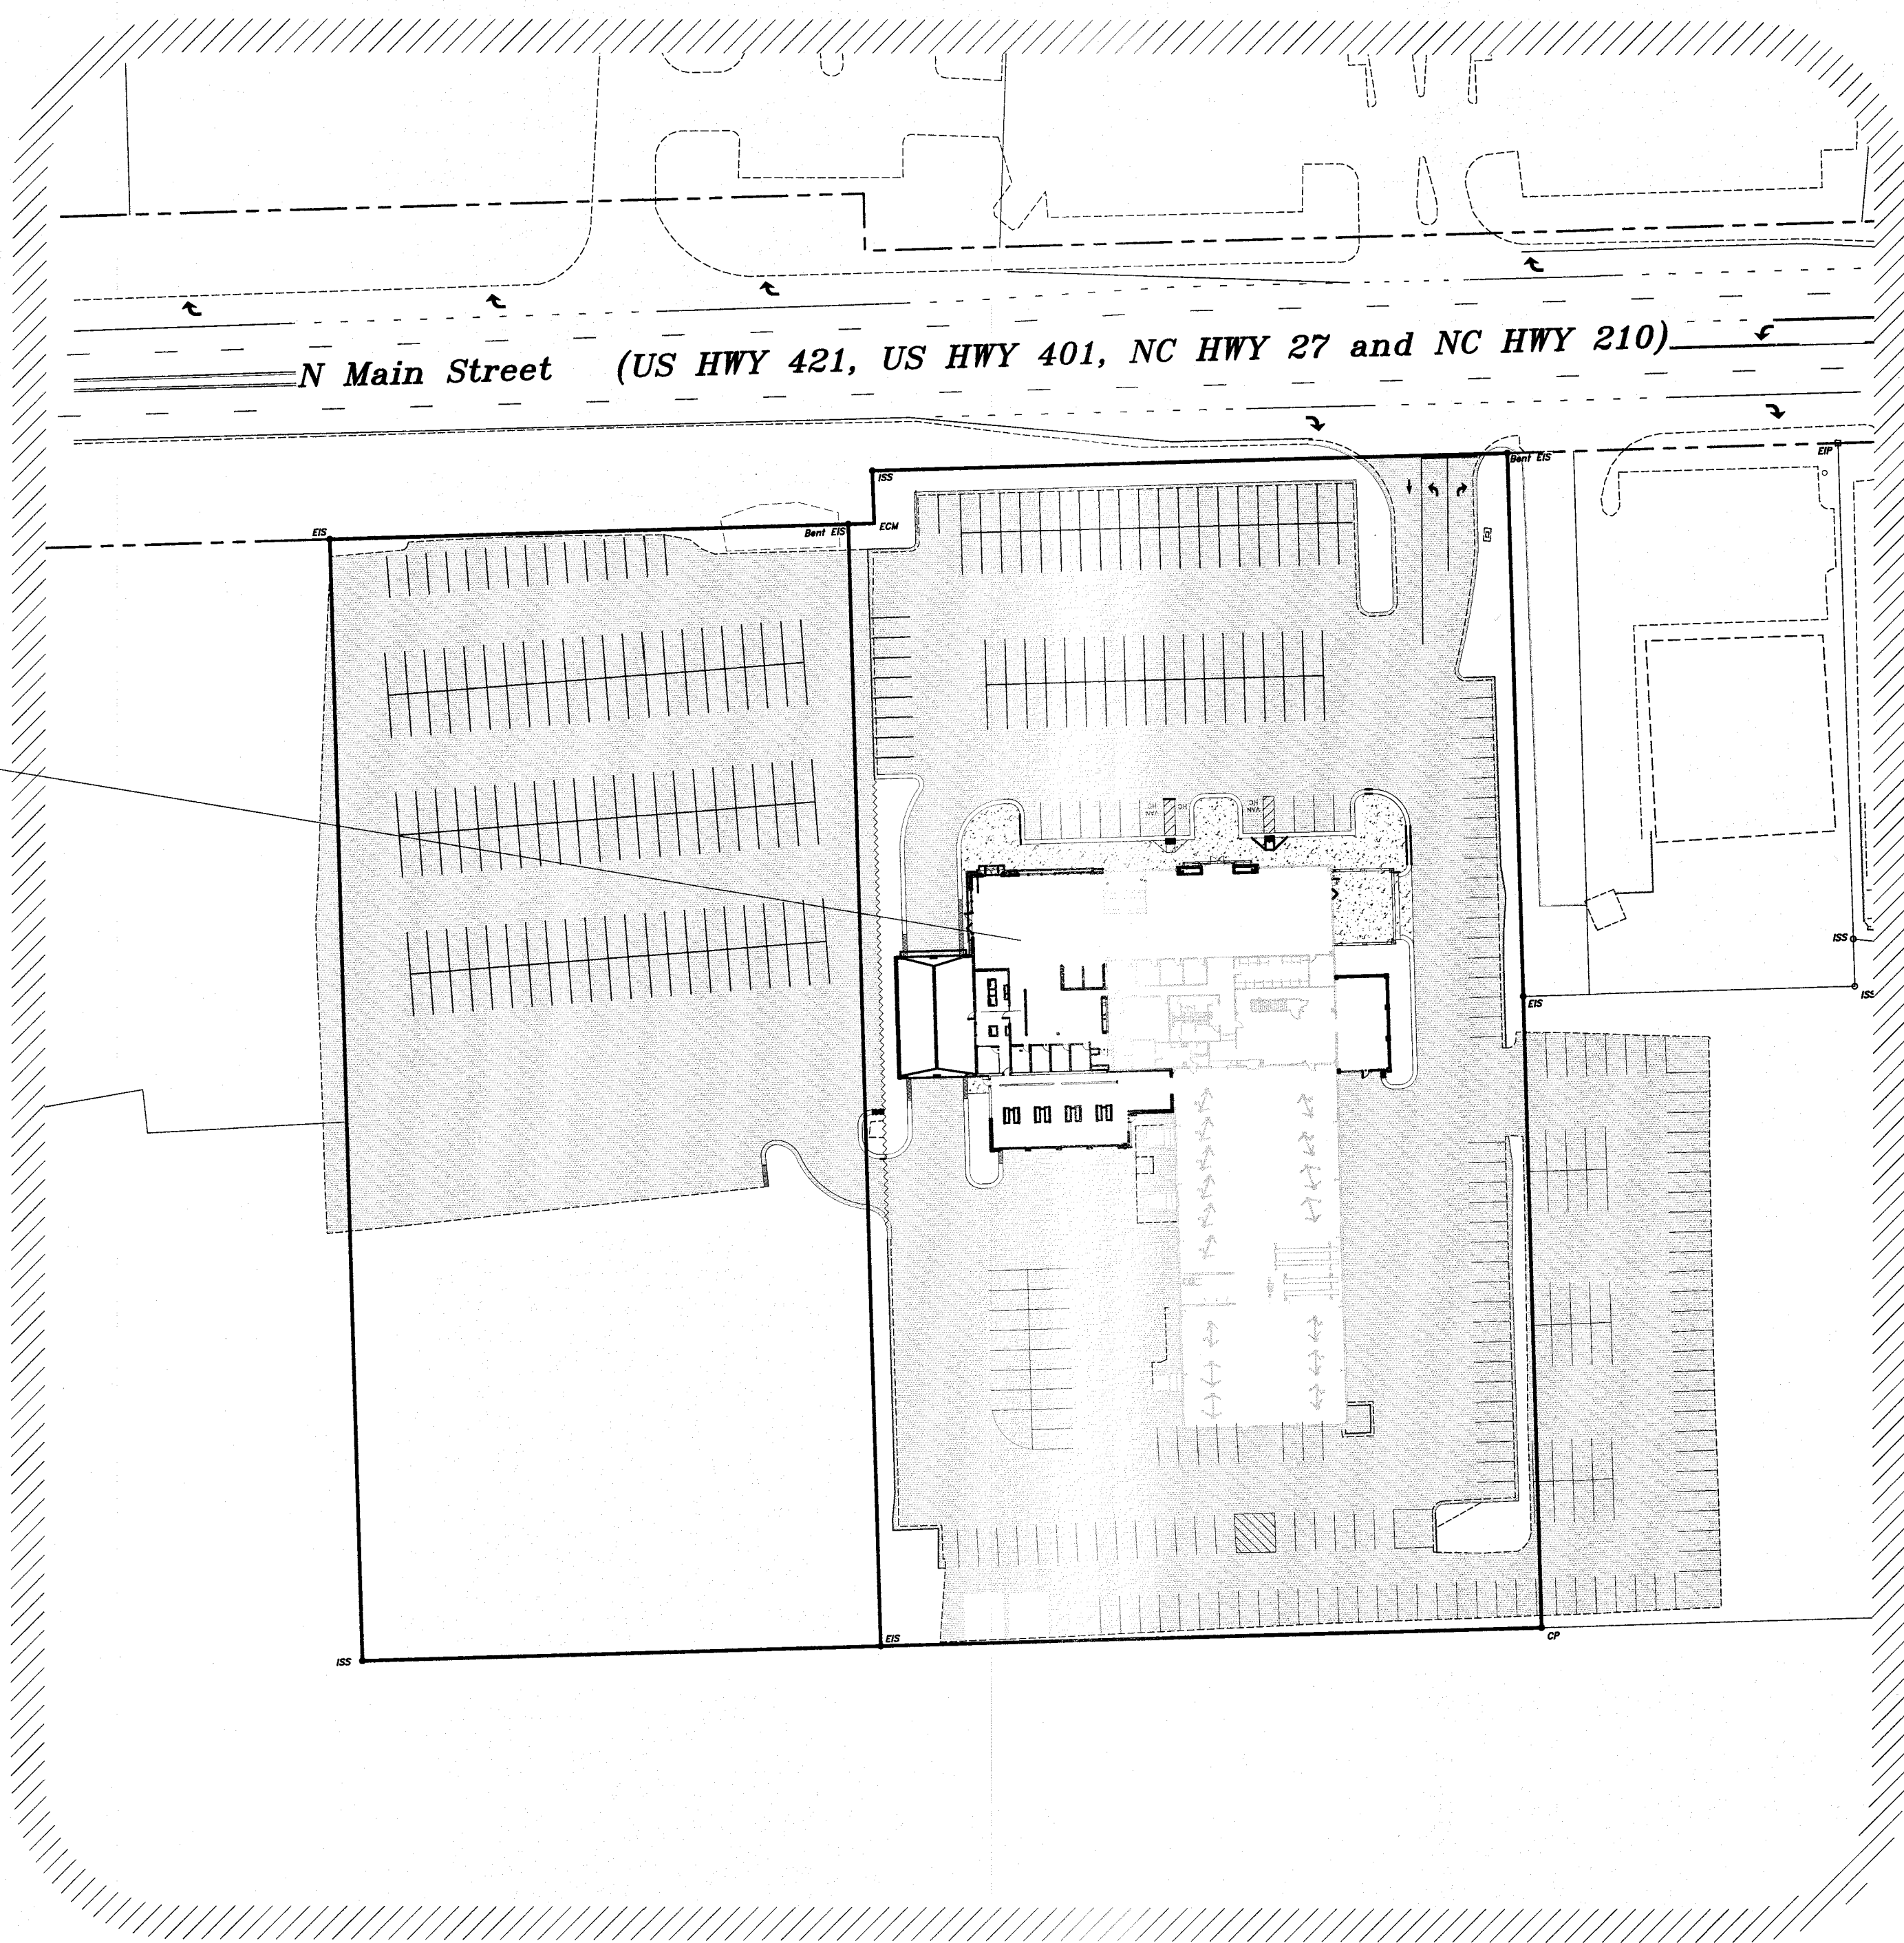 N Main Street (US HWY 421, US HWY 401, NC HWY 27 and NC HWY 210)
EIP
Bent EIS
ISS
ECM
Bent EIS
EIS
VAN
HC
HC
VAN
HC
ISS
ISS
EIS
EIS
CP
ISS